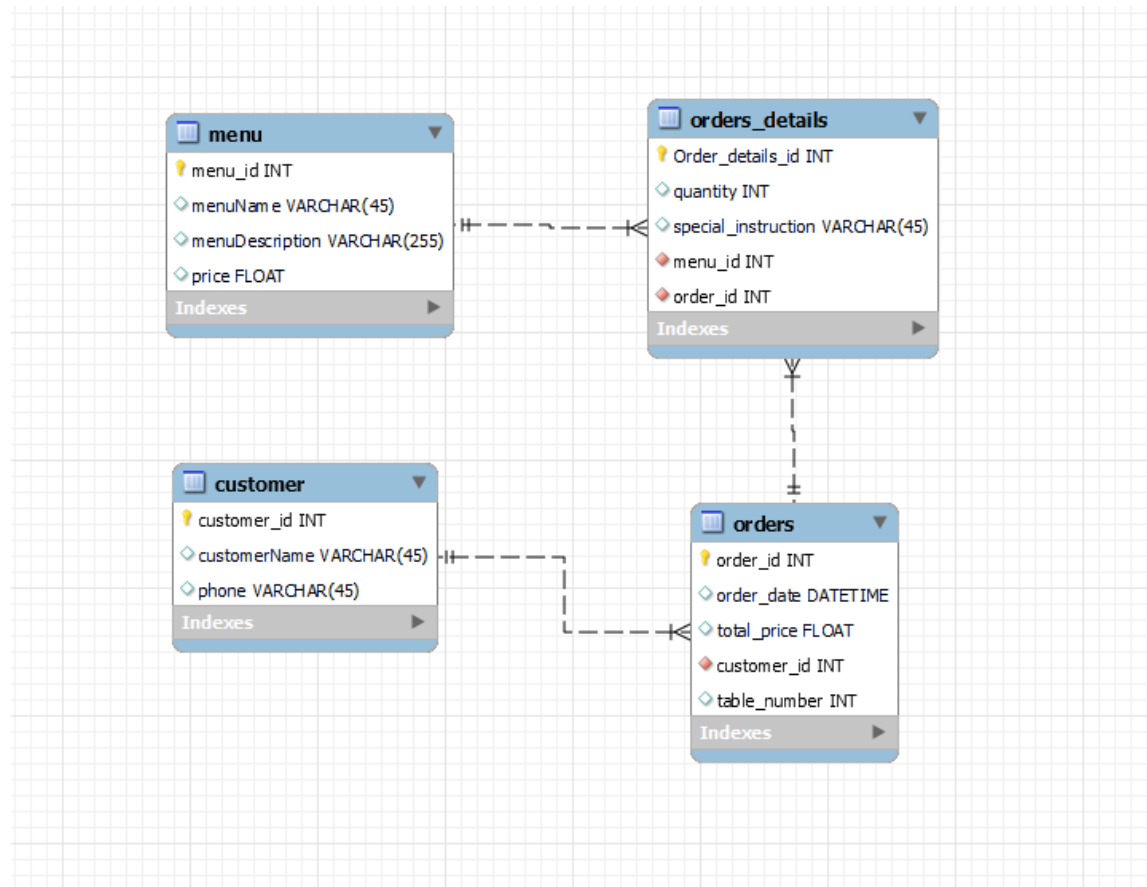 menu
menu_id INT
menuName VARCHAR(45)
menuDescription VARCHAR(255)
price FLOAT
Indexes
orders_details
Order_details_id INT
quantity INT
special_instruction VARCHAR(45)
menu_id INT
order_id INT
Indexes
customer
customer_id INT
customerName VARCHAR(45)
phone VARCHAR(45)
Indexes
orders
order_id INT
order_date DATETIME
total_price FLOAT
customer_id INT
table_number INT
Indexes